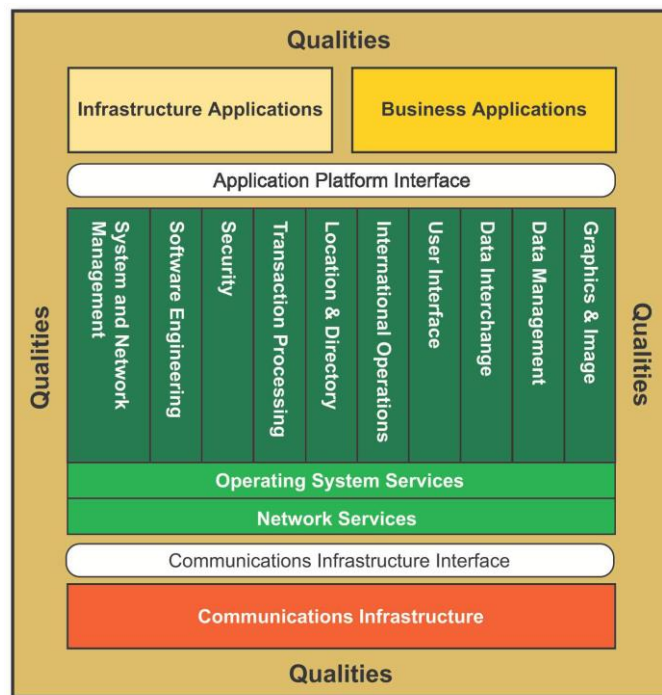 Qualities
Infrastructure Applications
Business Applications
Application Platform Interface
Qualities
System and Network
Management
Software Engineering
Security
Transaction Processing
Location & Directory
International Operations
User Interface
Data Interchange
Data Management
Graphics & Image
Qualities
Operating System Services
Network Services
Communications Infrastructure Interface
Communications Infrastructure
Qualities